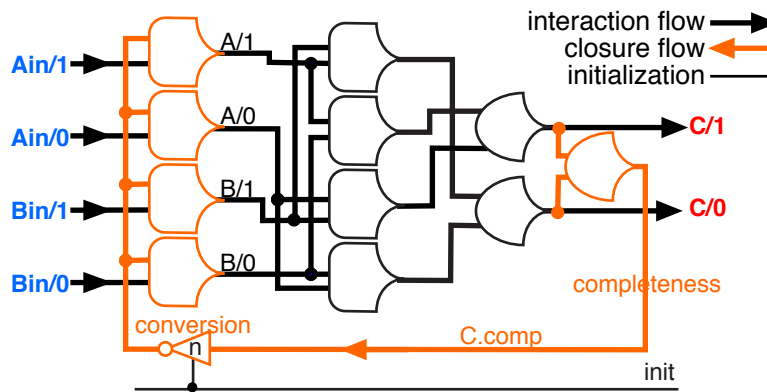 interaction flow
closure flow
initialization
Ain/1
A/1
Ain/0
A/0
C/1
Bin/1
B/1
C/0
Bin/0
B/0
completeness
conversion
n
C.comp
init